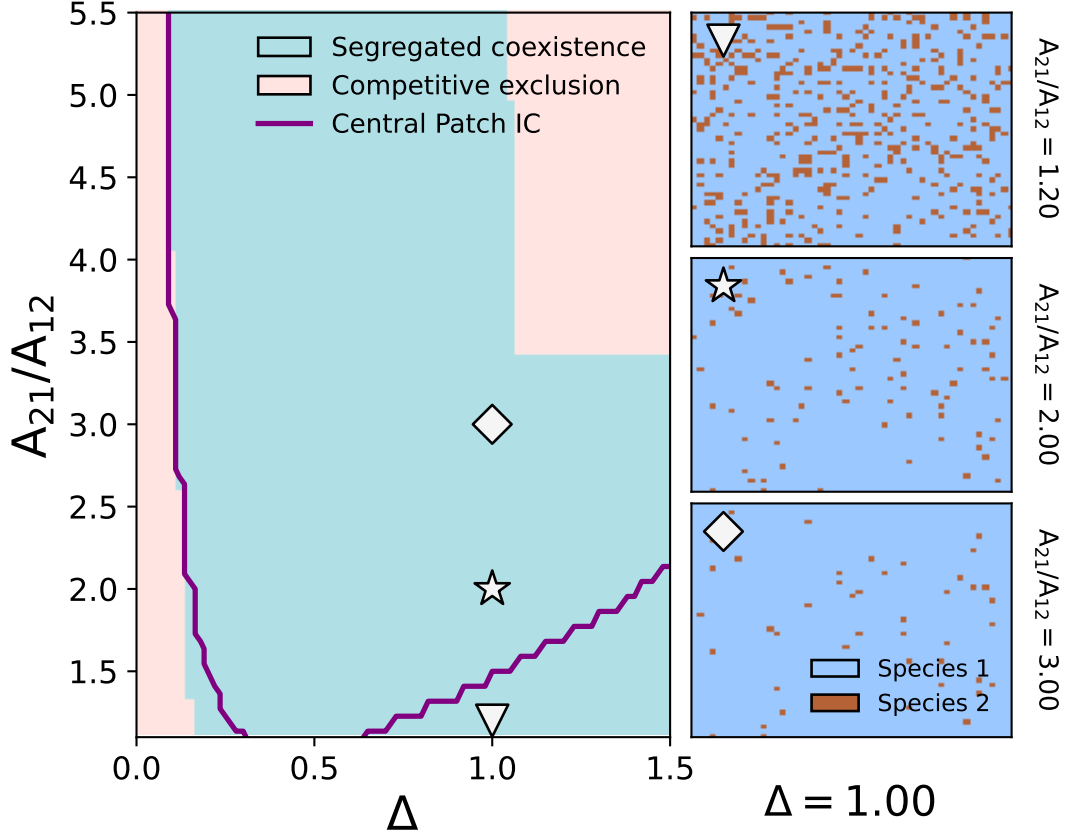 5.5
5.0
4.5
4.0
3.5
3.0
2.5
2.0
1.5
A₂₁/A₁₂
0.0
0.5
1.0
1.5
Δ
Segregated coexistence
Competitive exclusion
Central Patch IC
A₂₁/A₁₂ = 1.20
A₂₁/A₁₂ = 2.00
A₂₁/A₁₂ = 3.00
Species 1
Species 2
Δ = 1.00